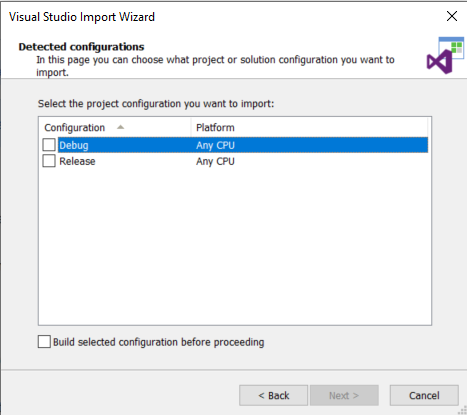 Visual Studio Import Wizard
Detected configurations
In this page you can choose what project or solution configuration you want to
import.
Select the project configuration you want to import:
Configuration Platform
Debug Any CPU
Release Any CPU
Build selected configuration before proceeding
< Back Next > Cancel